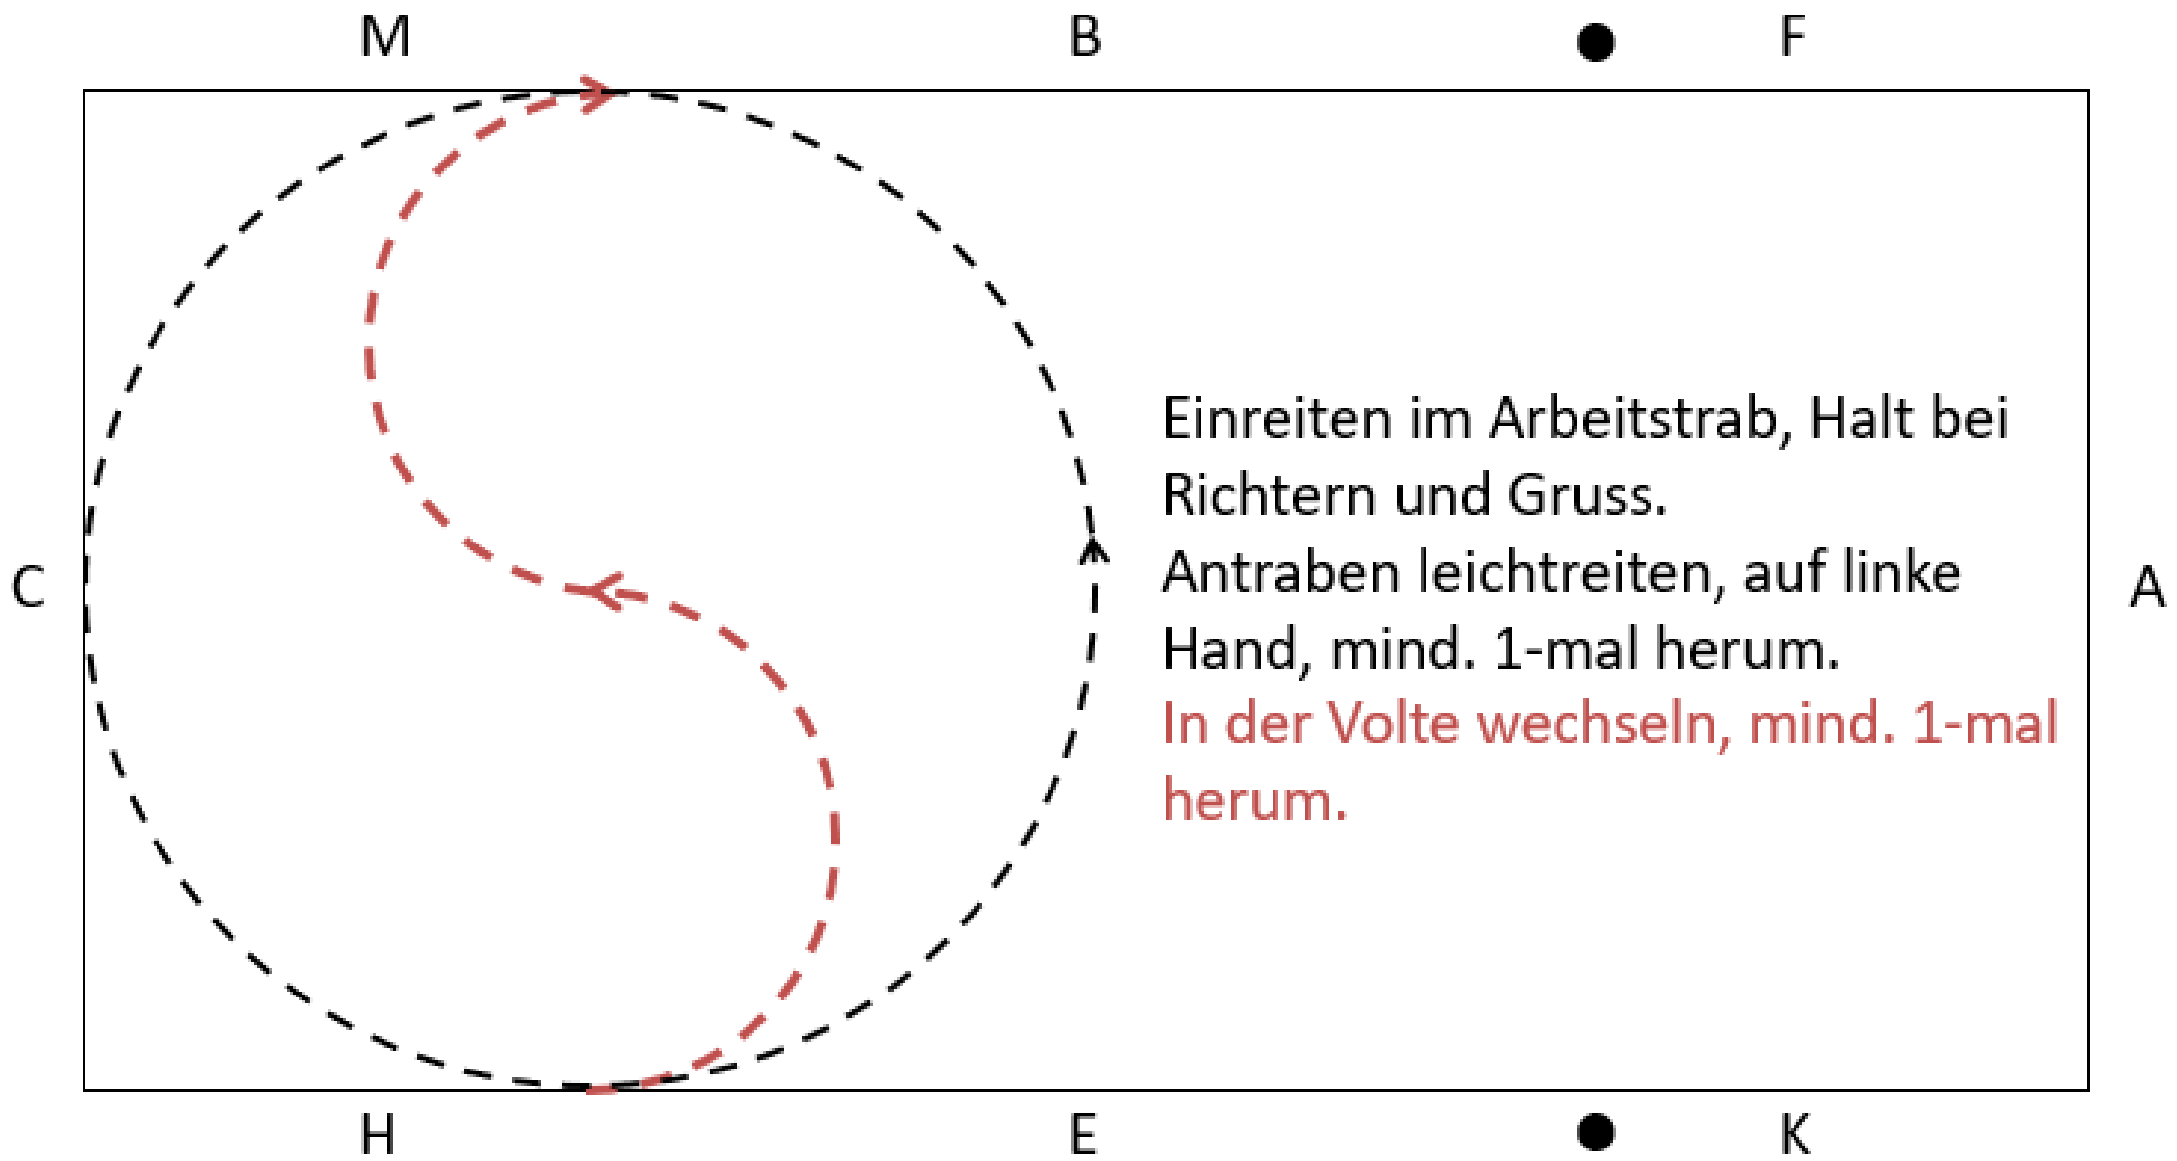 M B F
Einreiten im Arbeitstrab, Halt bei
Richtern und Gruss.
Antraben leichtreiten, auf linke
Hand, mind. 1-mal herum.
In der Volte wechseln, mind. 1-mal
herum.
C A
H E K